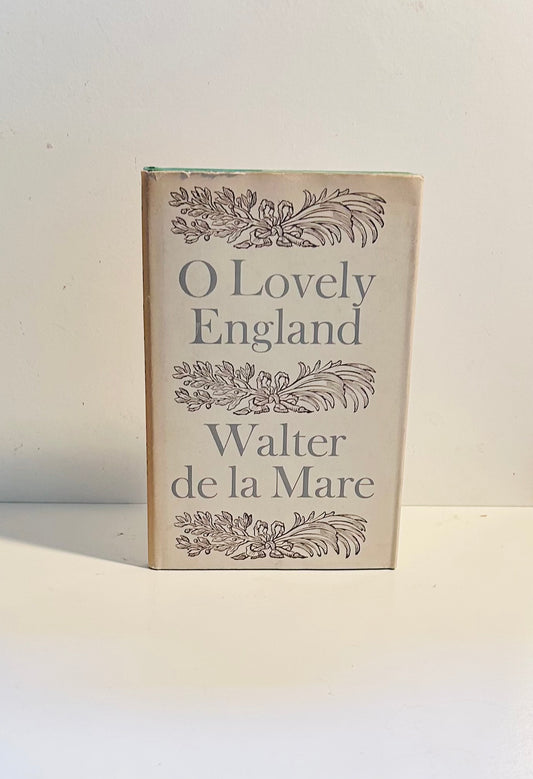 O Lovely
England
Walter
de la Mare